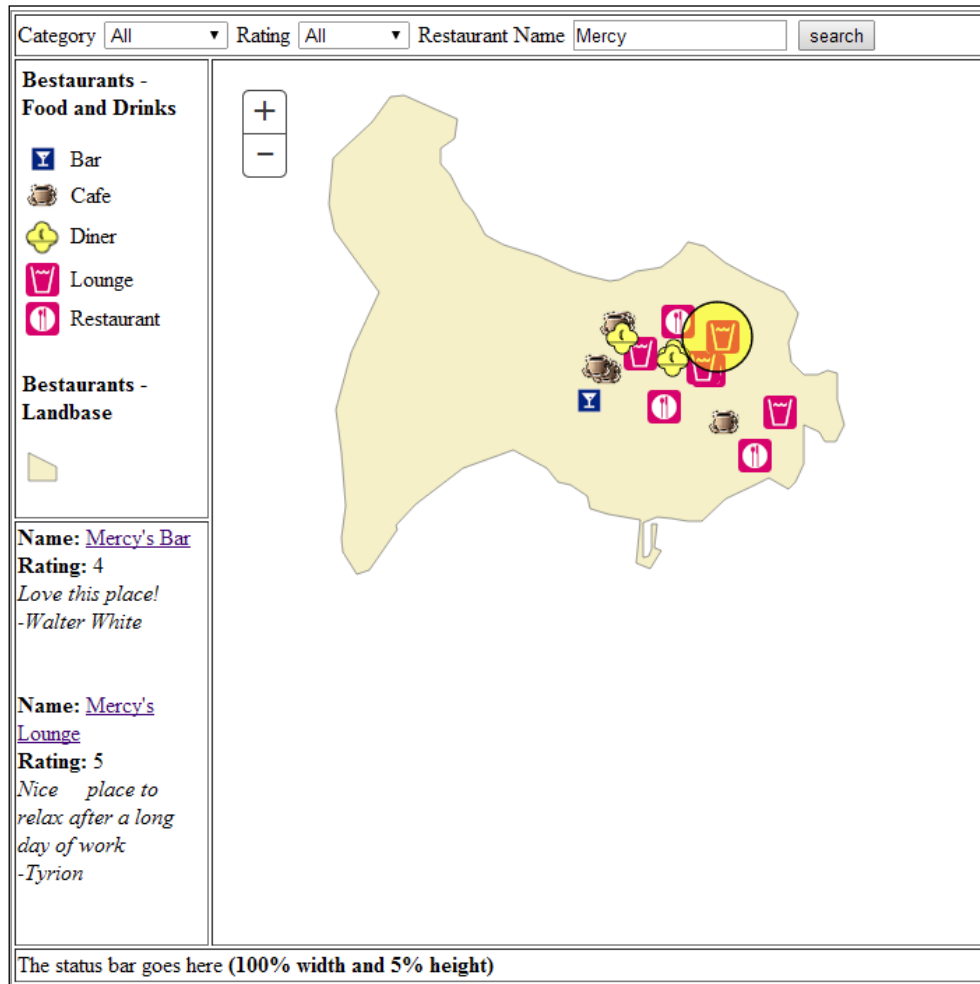 Category All Rating All Restaurant Name Mercy search
Bestaurants -
Food and Drinks
Bar
Cafe
Diner
Lounge
Restaurant
Bestaurants -
Landbase
+
−
Name: Mercy's Bar
Rating: 4
Love this place!
-Walter White
Name: Mercy's
Lounge
Rating: 5
Nice place to
relax after a long
day of work
-Tyrion
The status bar goes here (100% width and 5% height)